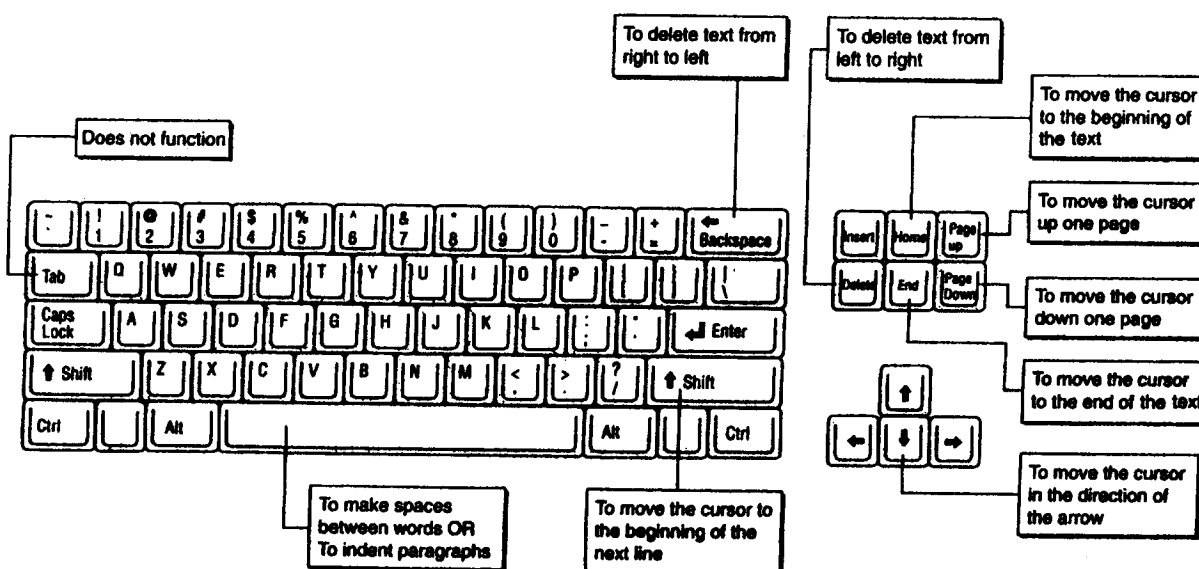 To delete text from
right to left
To delete text from
left to right
To move the cursor
to the beginning of
the text
Does not function
To move the cursor
up one page
~ `
! 1
@ 2
# 3
$ 4
% 5
^ 6
& 7
* 8
( 9
) 0
_ -
+ =
← Backspace
Insert
Home
Page
up
Tab
Q
W
E
R
T
Y
U
I
O
P
{ [
} ]
| \
Delete
End
Page
Down
To move the cursor
down one page
Caps
Lock
A
S
D
F
G
H
J
K
L
: ;
" '
↵ Enter
⬆ Shift
Z
X
C
V
B
N
M
< ,
> .
? /
⬆ Shift
To move the cursor
to the end of the text
↑
← ↓ →
Ctrl
Alt
Alt
Ctrl
To move the cursor
in the direction of
the arrow
To make spaces
between words OR
To indent paragraphs
To move the cursor to
the beginning of the
next line